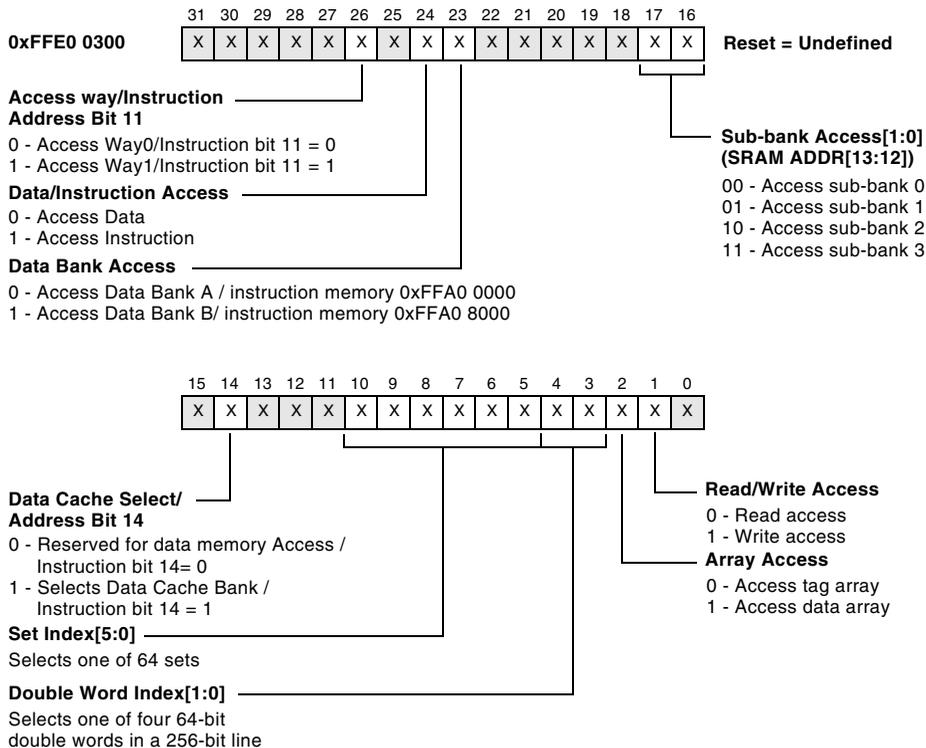 31 30 29 28 27 26 25 24 23 22 21 20 19 18 17 16
0xFFE0 0300
X X X X X X X X X X X X X X X X
Reset = Undefined
Access way/Instruction
Address Bit 11
0 - Access Way0/Instruction bit 11 = 0
1 - Access Way1/Instruction bit 11 = 1
Data/Instruction Access
0 - Access Data
1 - Access Instruction
Data Bank Access
0 - Access Data Bank A / instruction memory 0xFFA0 0000
1 - Access Data Bank B/ instruction memory 0xFFA0 8000
Sub-bank Access[1:0]
(SRAM ADDR[13:12])
00 - Access sub-bank 0
01 - Access sub-bank 1
10 - Access sub-bank 2
11 - Access sub-bank 3
15 14 13 12 11 10 9 8 7 6 5 4 3 2 1 0
X X X X X X X X X X X X X X X X
Data Cache Select/
Address Bit 14
0 - Reserved for data memory Access /
Instruction bit 14= 0
1 - Selects Data Cache Bank /
Instruction bit 14 = 1
Set Index[5:0]
Selects one of 64 sets
Double Word Index[1:0]
Selects one of four 64-bit
double words in a 256-bit line
Read/Write Access
0 - Read access
1 - Write access
Array Access
0 - Access tag array
1 - Access data array